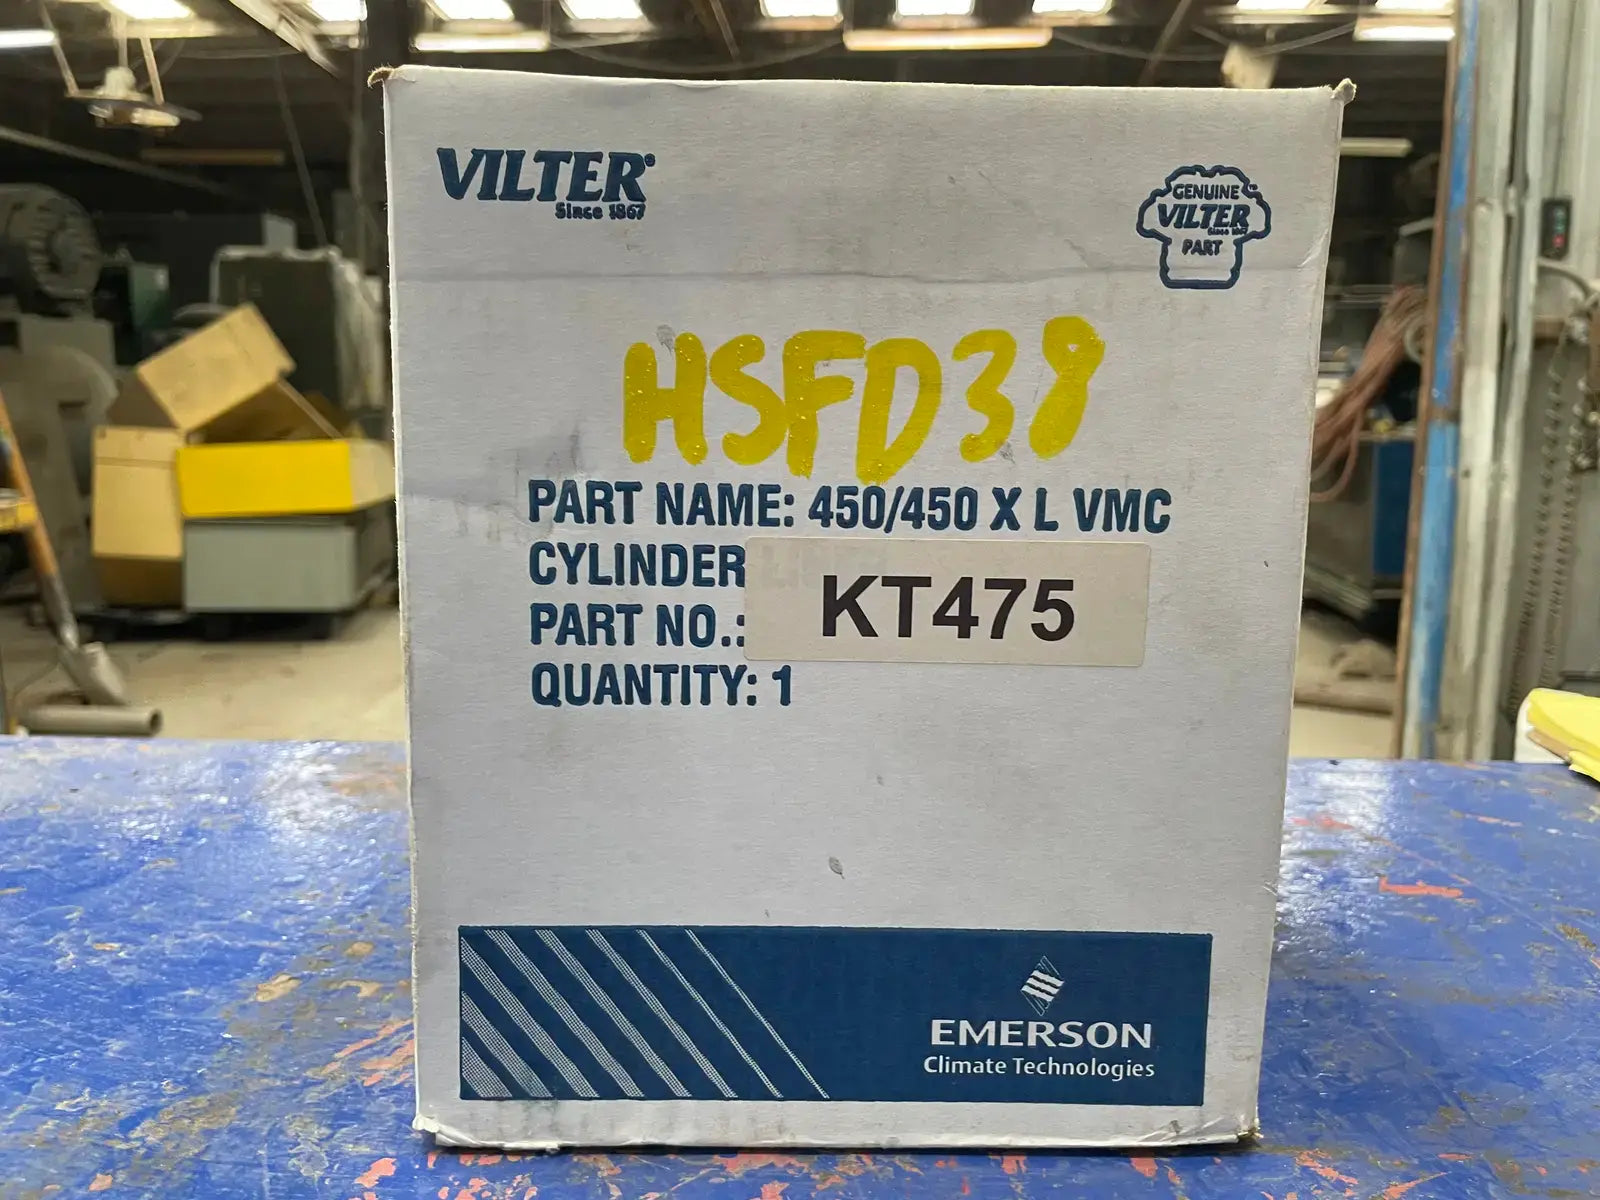 VILTER®
Since 1867
GENUINE
VILTER
Since 1867
PART
HSFD38
PART NAME: 450/450 X L VMC
CYLINDER
PART NO.: KT475
QUANTITY: 1
EMERSON
Climate Technologies